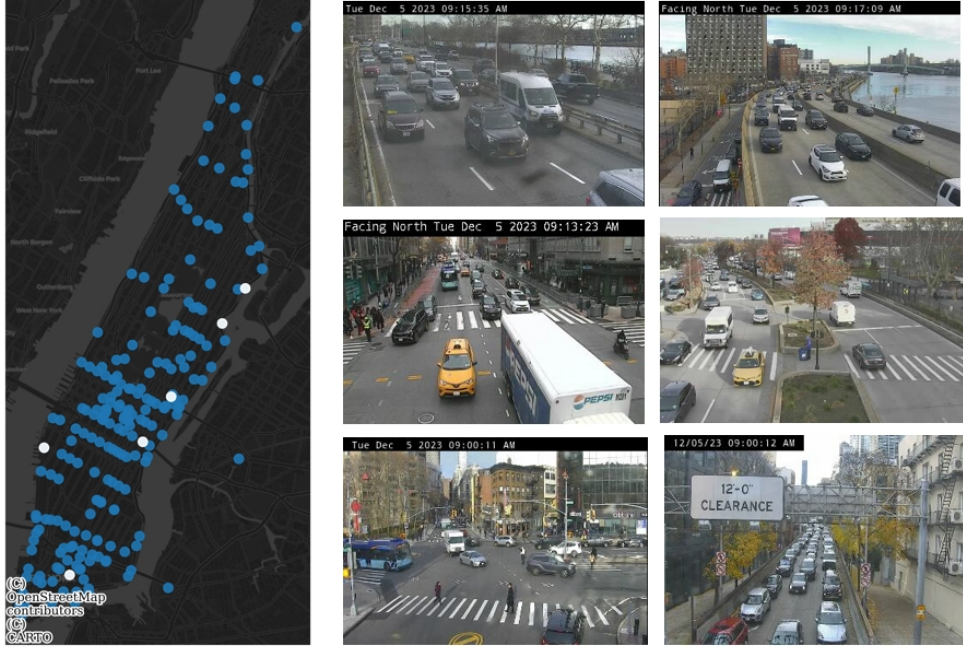 Fort Lee
Palisades Park
Ridgefield
Edgewater
Cliffside Park
Fairview
North Bergen
Guttenberg
West New York
(C)
OpenStreetMap
contributors
(C)
CARTO
Tue Dec 5 2023 09:15:35 AM
Facing North Tue Dec 5 2023 09:17:09 AM
Facing North Tue Dec 5 2023 09:13:23 AM
PEPSI
Tue Dec 5 2023 09:00:11 AM
12/05/23 09:00:12 AM
12'-0"
CLEARANCE